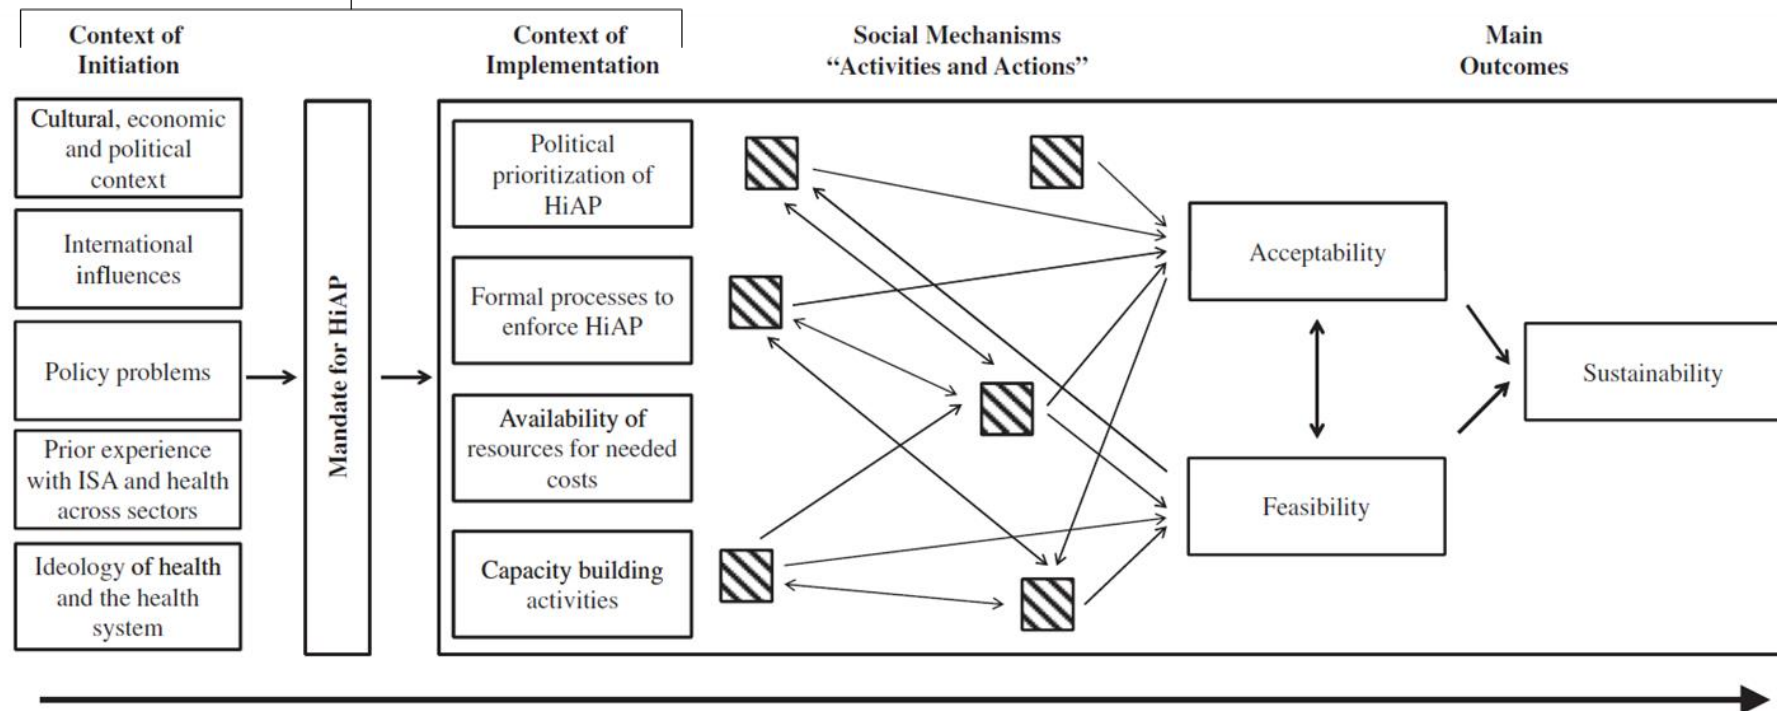 Context of
Initiation
Context of
Implementation
Social Mechanisms
“Activities and Actions”
Main
Outcomes
Cultural, economic
and political
context
International
influences
Policy problems
Prior experience
with ISA and health
across sectors
Ideology of health
and the health
system
Mandate for HiAP
Political
prioritization of
HiAP
Formal processes to
enforce HiAP
Availability of
resources for needed
costs
Capacity building
activities
Acceptability
Feasibility
Sustainability